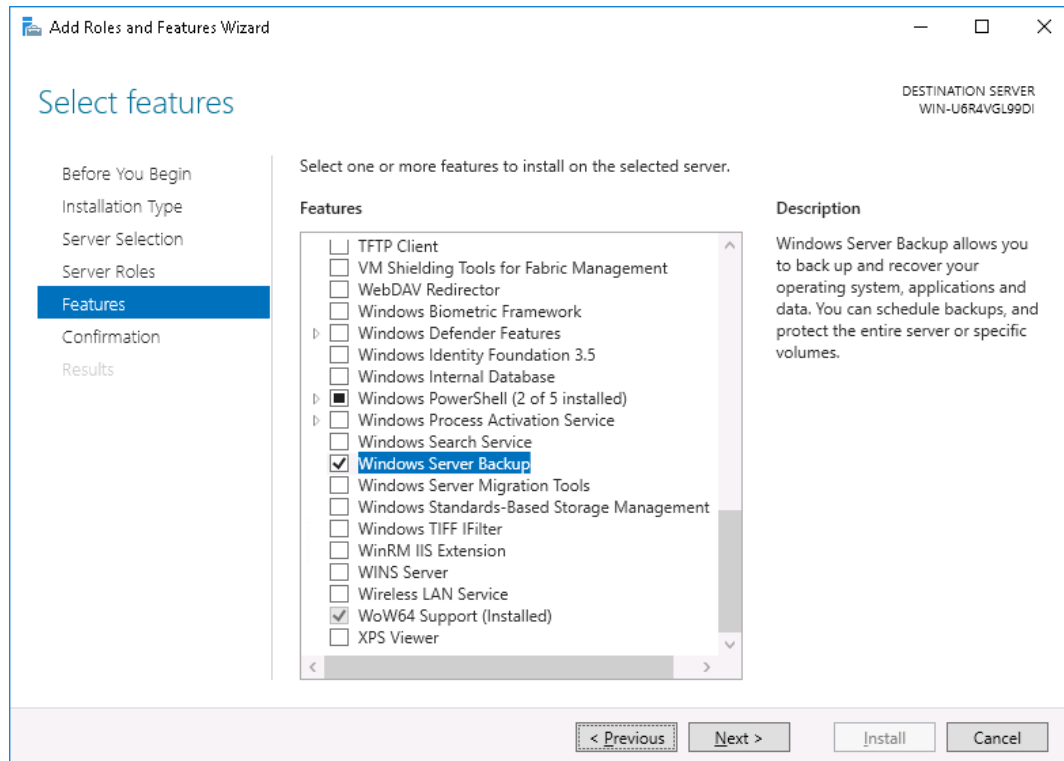 Add Roles and Features Wizard
Select features
DESTINATION SERVER
WIN-U6R4VGL99DI
Before You Begin
Installation Type
Server Selection
Server Roles
Features
Confirmation
Results
Select one or more features to install on the selected server.
Features
TFTP Client
VM Shielding Tools for Fabric Management
WebDAV Redirector
Windows Biometric Framework
Windows Defender Features
Windows Identity Foundation 3.5
Windows Internal Database
Windows PowerShell (2 of 5 installed)
Windows Process Activation Service
Windows Search Service
Windows Server Backup
Windows Server Migration Tools
Windows Standards-Based Storage Management
Windows TIFF IFilter
WinRM IIS Extension
WINS Server
Wireless LAN Service
WoW64 Support (Installed)
XPS Viewer
Description
Windows Server Backup allows you
to back up and recover your
operating system, applications and
data. You can schedule backups, and
protect the entire server or specific
volumes.
< Previous
Next >
Install
Cancel